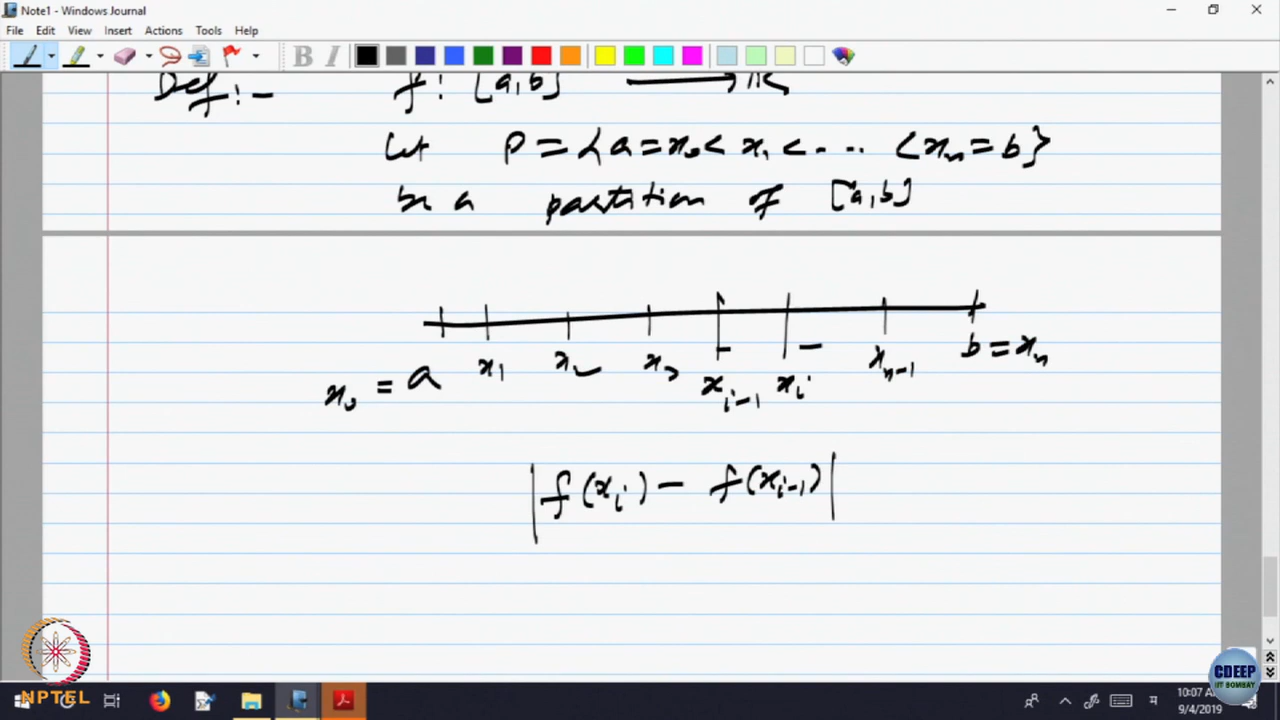 Note1 - Windows Journal
File Edit View Insert Actions Tools Help
B I
Def:- f: [a,b] ⟶ ℝ
Let P = { a = x₀ < x₁ < ... < xₙ = b }
be a partition of [a,b]
x₀ = a x₁ x₂ x₃ xᵢ₋₁ xᵢ xₙ₋₁ b = xₙ
| f(xᵢ) - f(xᵢ₋₁) |
NPTEL
CDEEP
IIT BOMBAY
10:07
9/4/2019